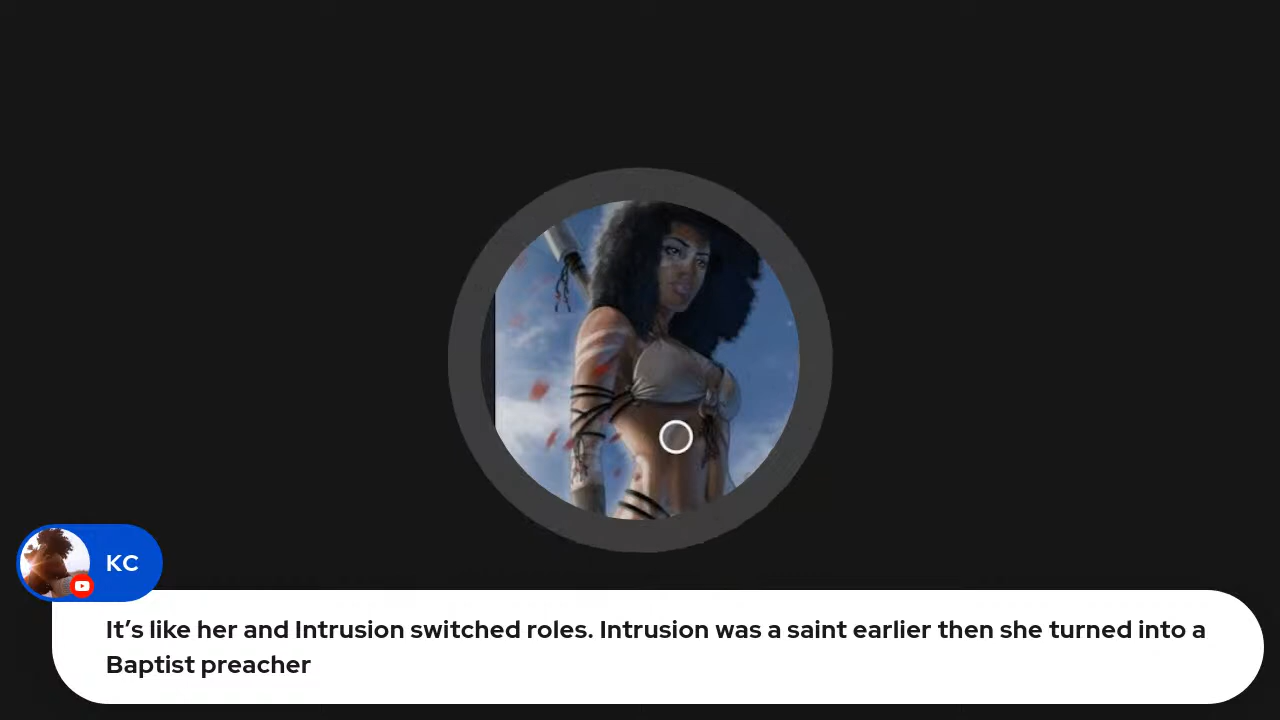 KC
It’s like her and Intrusion switched roles. Intrusion was a saint earlier then she turned into a
Baptist preacher